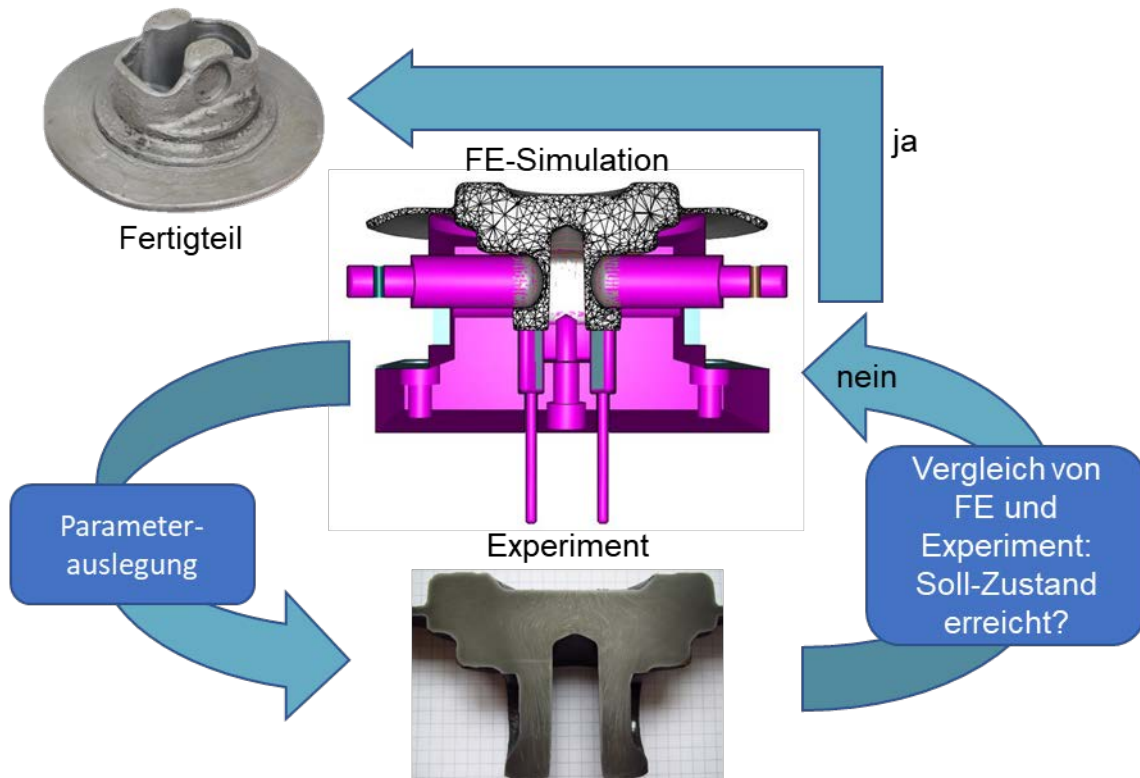 ja
FE-Simulation
Fertigteil
nein
Vergleich von
FE und
Experiment:
Soll-Zustand
erreicht?
Parameter-
auslegung
Experiment